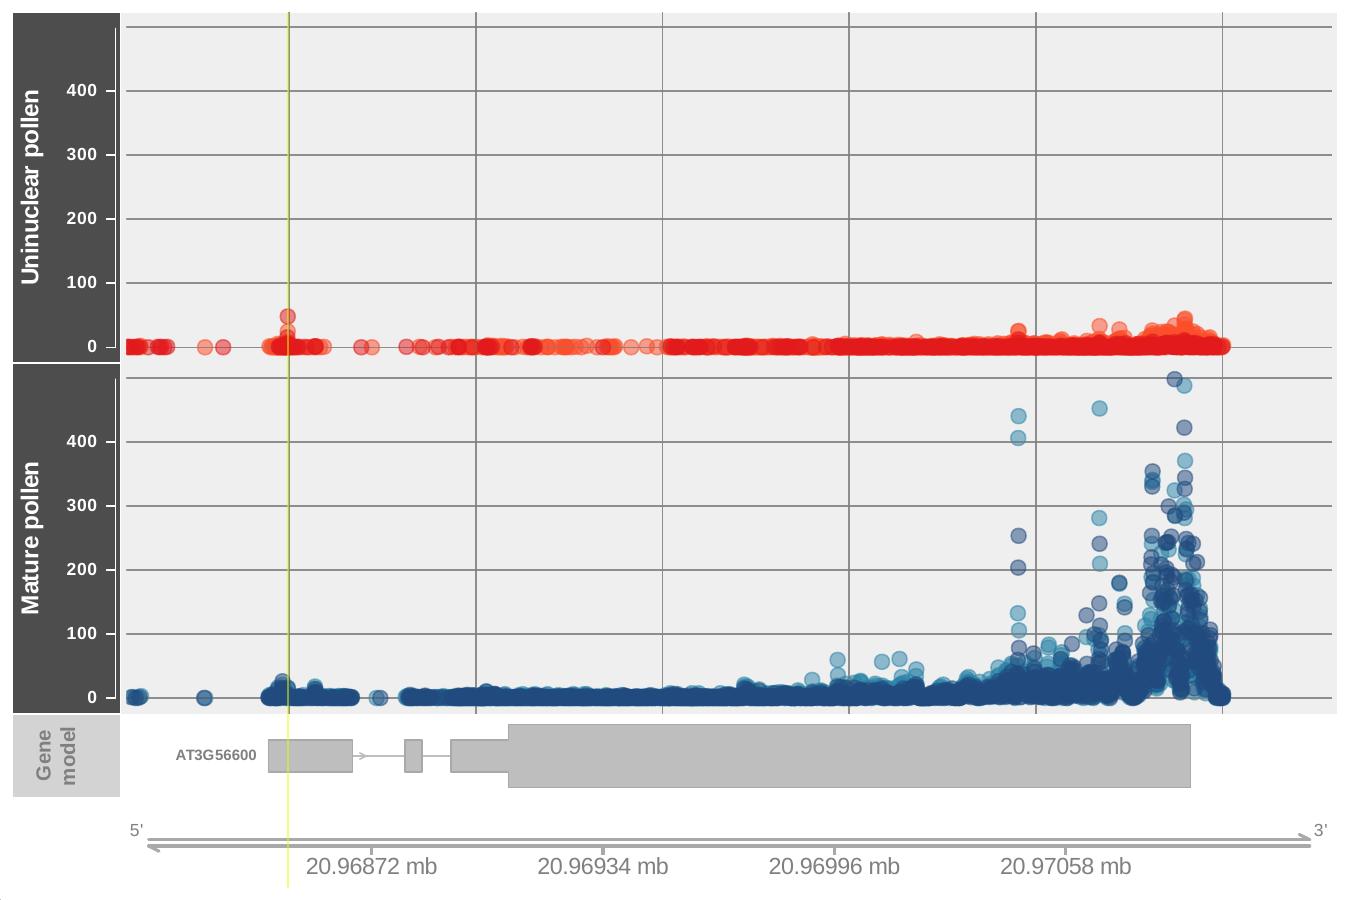 Uninuclear pollen
400
300
200
100
0
Mature pollen
400
300
200
100
0
Gene
model
AT3G56600
5'
3'
20.96872 mb
20.96934 mb
20.96996 mb
20.97058 mb